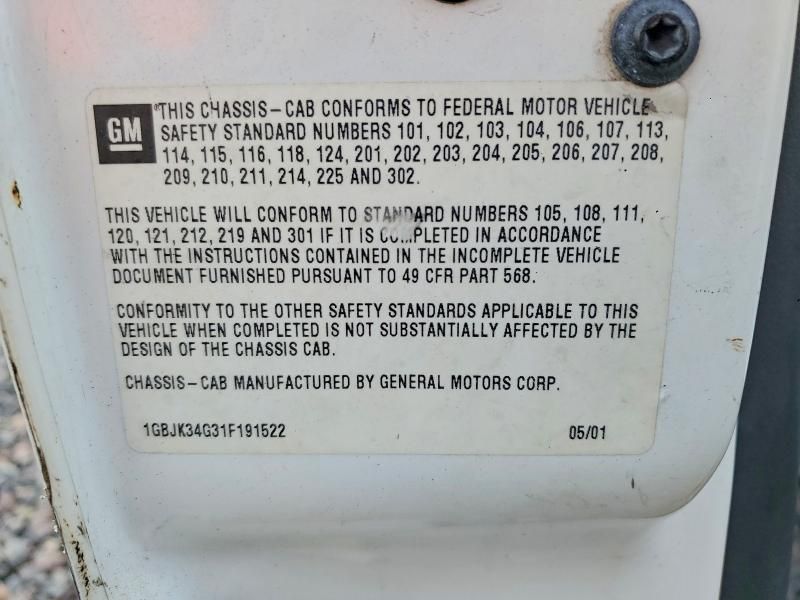 GM
THIS CHASSIS-CAB CONFORMS TO FEDERAL MOTOR VEHICLE
SAFETY STANDARD NUMBERS 101, 102, 103, 104, 106, 107, 113,
114, 115, 116, 118, 124, 201, 202, 203, 204, 205, 206, 207, 208,
209, 210, 211, 214, 225 AND 302.
THIS VEHICLE WILL CONFORM TO STANDARD NUMBERS 105, 108, 111,
120, 121, 212, 219 AND 301 IF IT IS COMPLETED IN ACCORDANCE
WITH THE INSTRUCTIONS CONTAINED IN THE INCOMPLETE VEHICLE
DOCUMENT FURNISHED PURSUANT TO 49 CFR PART 568.
CONFORMITY TO THE OTHER SAFETY STANDARDS APPLICABLE TO THIS
VEHICLE WHEN COMPLETED IS NOT SUBSTANTIALLY AFFECTED BY THE
DESIGN OF THE CHASSIS CAB.
CHASSIS-CAB MANUFACTURED BY GENERAL MOTORS CORP.
1GBJK34G31F191522 05/01